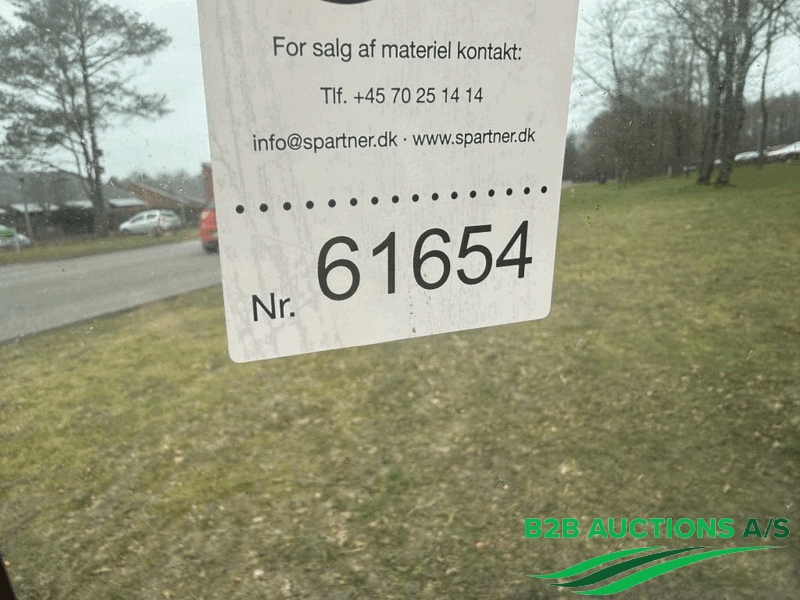 For salg af materiel kontakt:
Tlf. +45 70 25 14 14
info@spartner.dk · www.spartner.dk
Nr. 61654
B2B AUCTIONS A/S